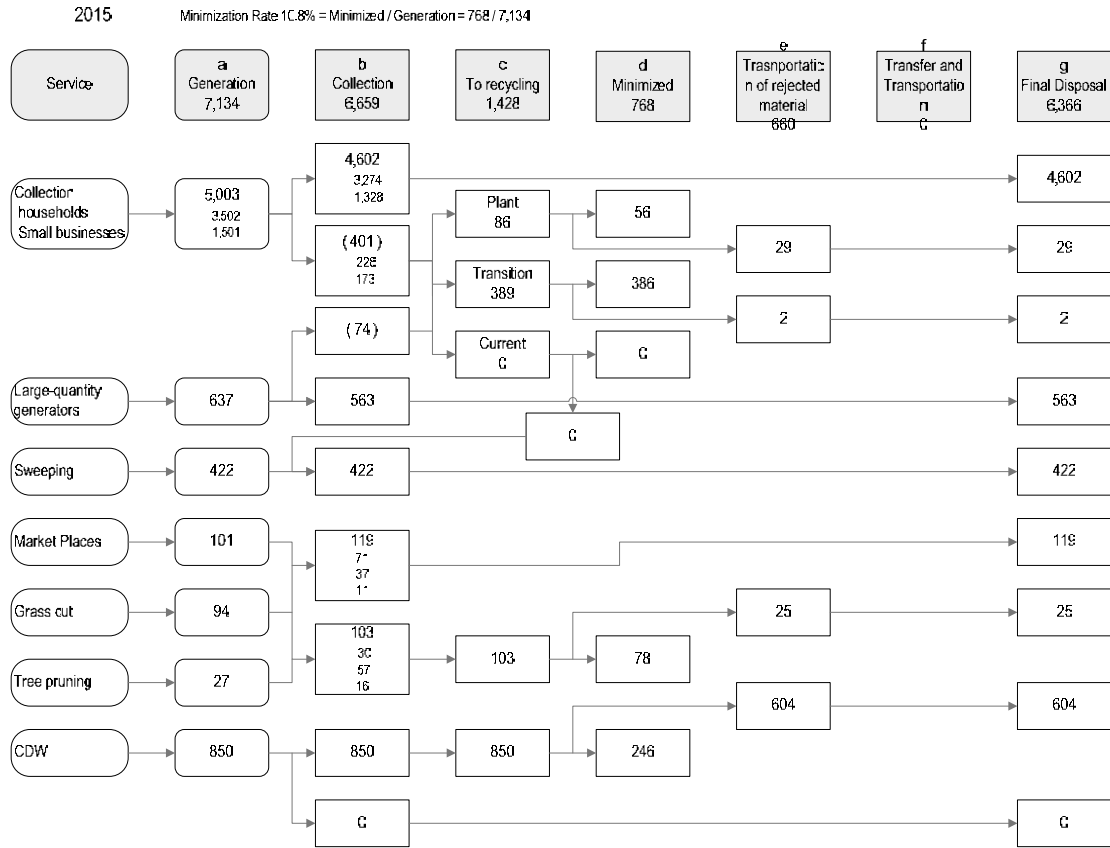 2015
Minimization Rate 10.8% = Minimized / Generation = 768 / 7,134
Service
a
Generation
7,134
b
Collection
6,659
c
To recycling
1,428
d
Minimized
768
e
Trasnportatic
n of rejected
material
660
f
Transfer and
Transportatio
n
0
g
Final Disposal
6,366
Collection
households
Small businesses
5,003
3,502
1,501
4,602
3,274
1,328
4,602
(401)
228
173
Plant
86
56
29
29
Transition
389
386
2
2
(74)
Current
0
0
Large-quantity
generators
637
563
563
0
Sweeping
422
422
422
Market Places
101
119
71
37
11
119
Grass cut
94
25
25
103
30
57
16
103
78
Tree pruning
27
604
604
CDW
850
850
850
246
0
0